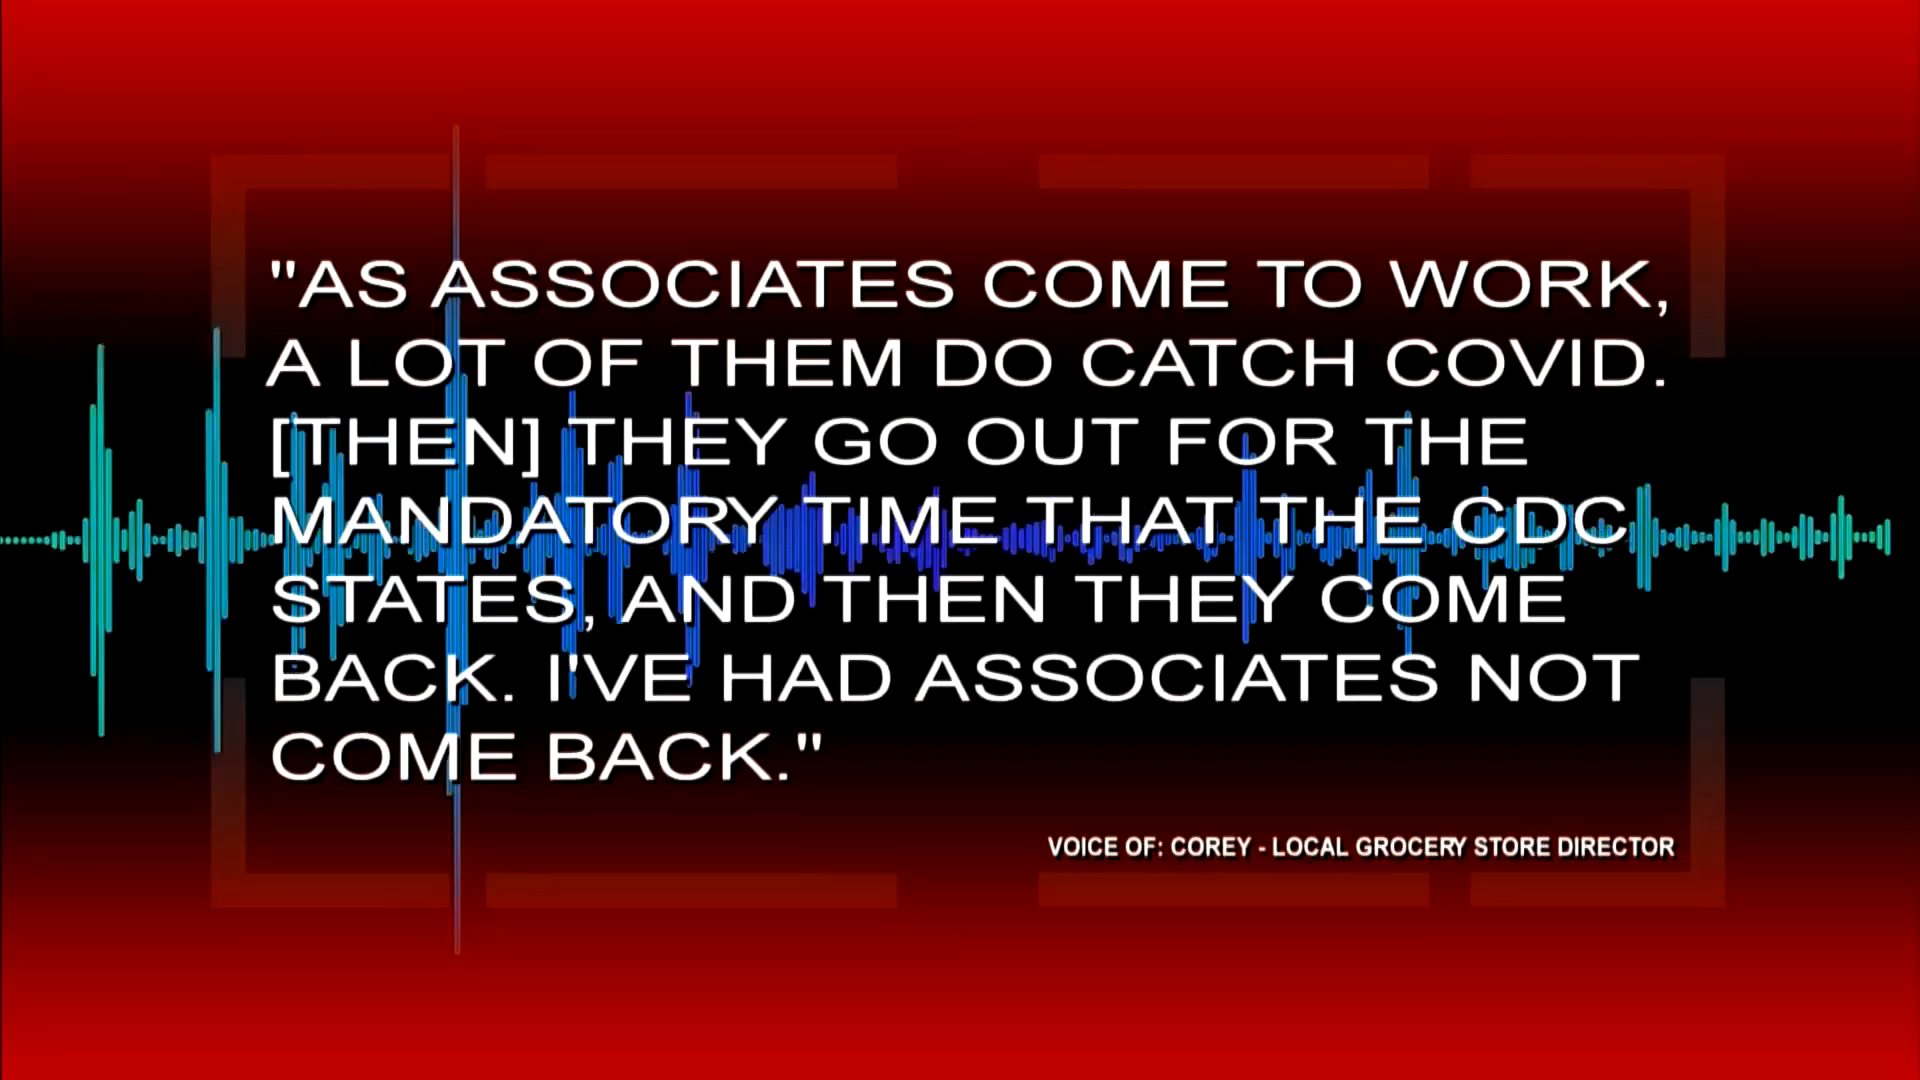 "AS ASSOCIATES COME TO WORK,
A LOT OF THEM DO CATCH COVID.
[THEN] THEY GO OUT FOR THE
MANDATORY TIME THAT THE CDC
STATES, AND THEN THEY COME
BACK. I'VE HAD ASSOCIATES NOT
COME BACK."
VOICE OF: COREY - LOCAL GROCERY STORE DIRECTOR